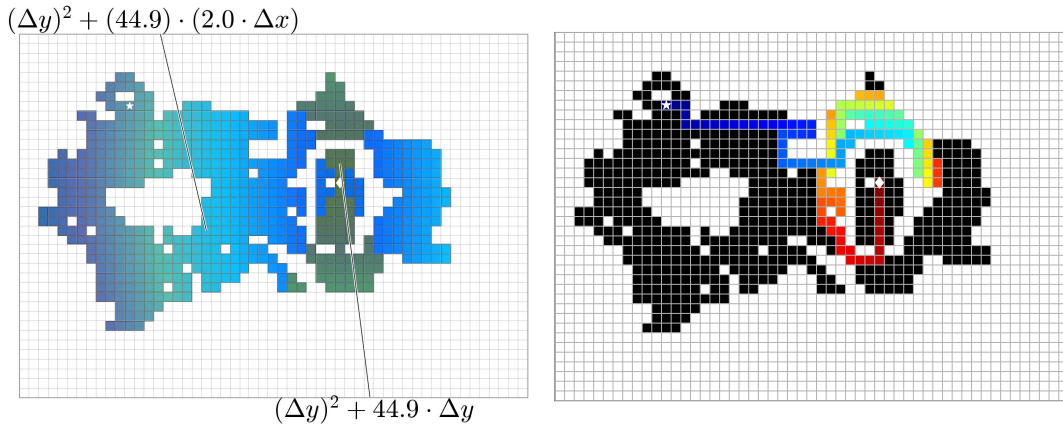 (Δy)² + (44.9) · (2.0 · Δx)
(Δy)² + 44.9 · Δy